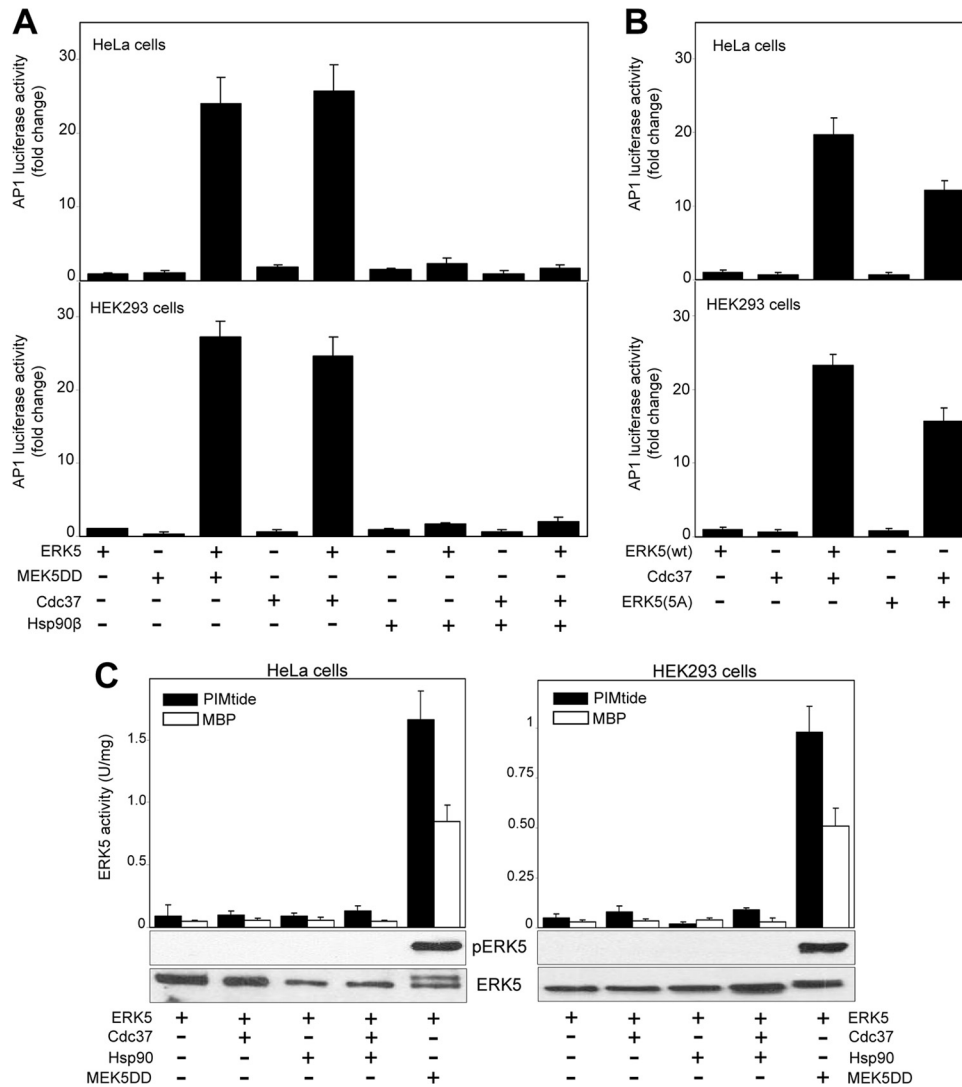 A
HeLa cells
AP1 luciferase activity
(fold change)
30
20
10
0
HEK293 cells
AP1 luciferase activity
(fold change)
30
20
10
0
ERK5 + - + - + - + - +
MEK5DD - + + - - - - - -
Cdc37 - - - + + - - + +
Hsp90β - - - - - + + + +
B
HeLa cells
AP1 luciferase activity
(fold change)
30
20
10
0
HEK293 cells
AP1 luciferase activity
(fold change)
30
20
10
0
ERK5(wt) + - + - -
Cdc37 - + + - +
ERK5(5A) - - - + +
C
HeLa cells
PIMtide
MBP
ERK5 activity (U/mg)
1.5
1.0
0.5
0
HEK293 cells
PIMtide
MBP
1
0.75
0.50
0.25
0
pERK5
ERK5
ERK5 + + + + +
Cdc37 - + - + -
Hsp90 - - + + -
MEK5DD - - - - +
+ + + + + ERK5
- + - + - Cdc37
- - + + - Hsp90
- - - - + MEK5DD